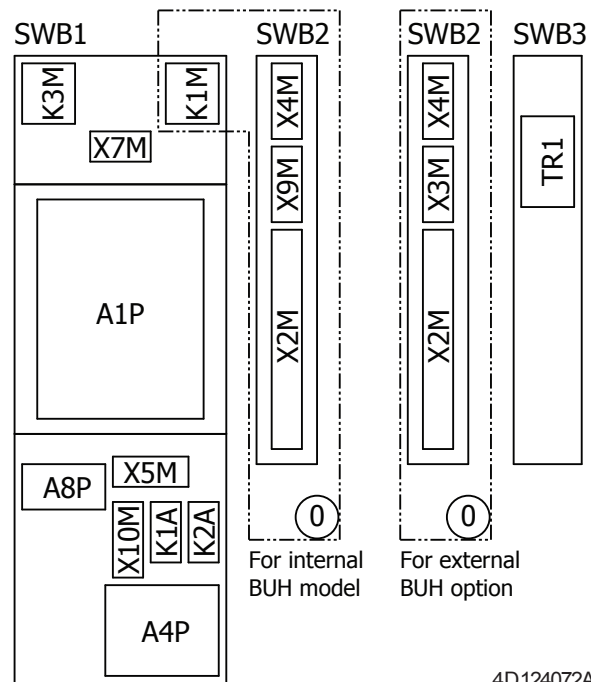 SWB1
SWB2
SWB2
SWB3
K3M
K1M
X4M
X4M
X7M
TR1
X9M
X3M
A1P
X2M
X2M
X5M
A8P
X10M
K1A
K2A
0
0
For internal
BUH model
For external
BUH option
A4P
4D124072A